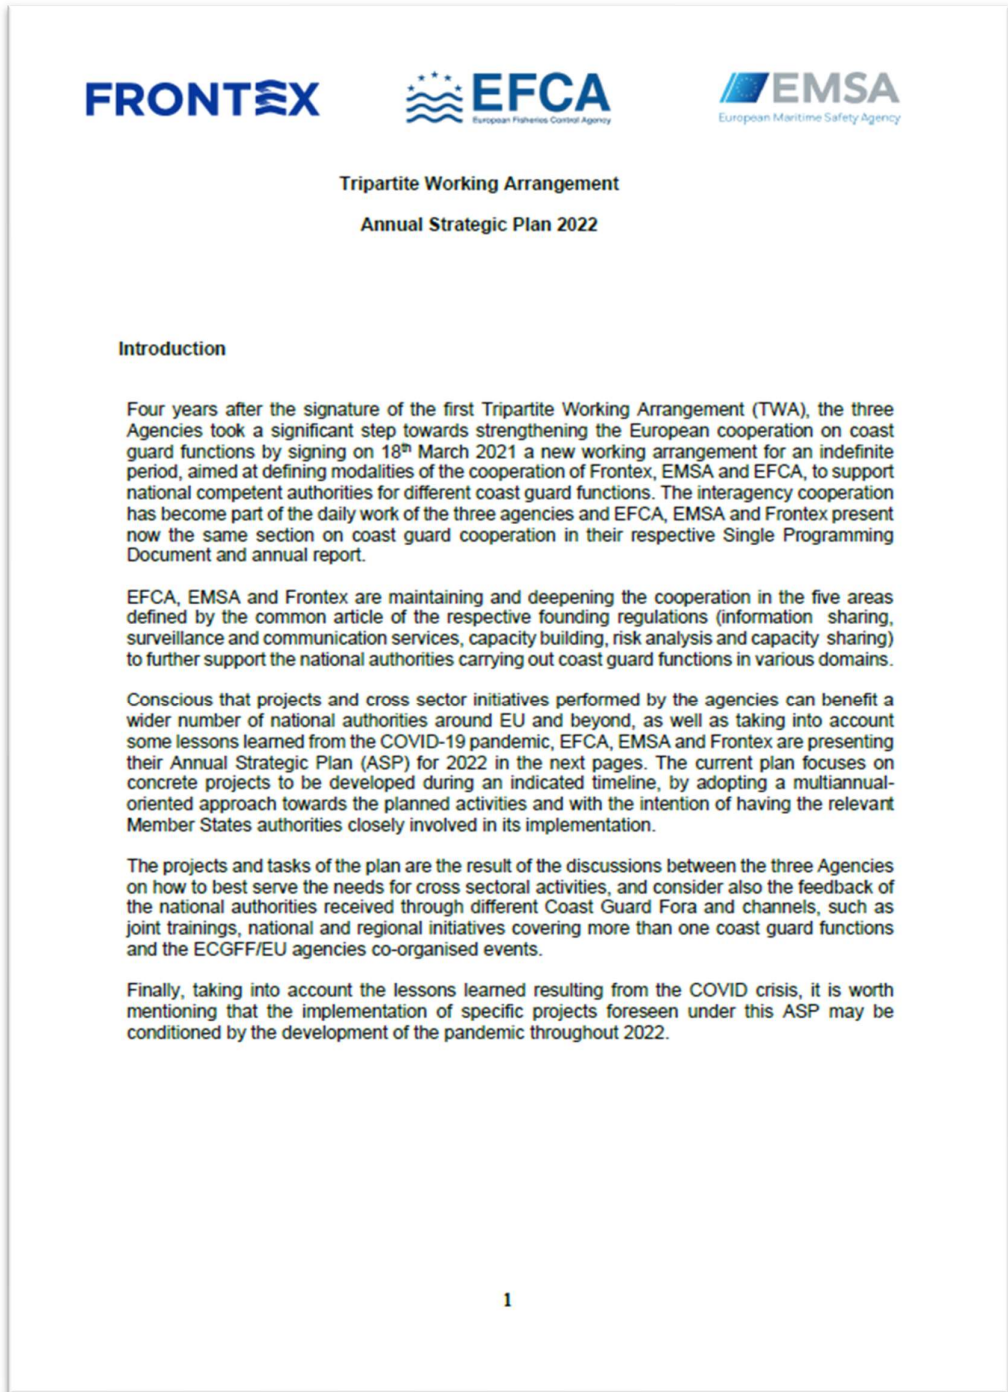 FRONTEX
EFCA
European Fisheries Control Agency
EMSA
European Maritime Safety Agency
Tripartite Working Arrangement
Annual Strategic Plan 2022
Introduction
Four years after the signature of the first Tripartite Working Arrangement (TWA), the three
Agencies took a significant step towards strengthening the European cooperation on coast
guard functions by signing on 18th March 2021 a new working arrangement for an indefinite
period, aimed at defining modalities of the cooperation of Frontex, EMSA and EFCA, to support
national competent authorities for different coast guard functions. The interagency cooperation
has become part of the daily work of the three agencies and EFCA, EMSA and Frontex present
now the same section on coast guard cooperation in their respective Single Programming
Document and annual report.
EFCA, EMSA and Frontex are maintaining and deepening the cooperation in the five areas
defined by the common article of the respective founding regulations (information sharing,
surveillance and communication services, capacity building, risk analysis and capacity sharing)
to further support the national authorities carrying out coast guard functions in various domains.
Conscious that projects and cross sector initiatives performed by the agencies can benefit a
wider number of national authorities around EU and beyond, as well as taking into account
some lessons learned from the COVID-19 pandemic, EFCA, EMSA and Frontex are presenting
their Annual Strategic Plan (ASP) for 2022 in the next pages. The current plan focuses on
concrete projects to be developed during an indicated timeline, by adopting a multiannual-
oriented approach towards the planned activities and with the intention of having the relevant
Member States authorities closely involved in its implementation.
The projects and tasks of the plan are the result of the discussions between the three Agencies
on how to best serve the needs for cross sectoral activities, and consider also the feedback of
the national authorities received through different Coast Guard Fora and channels, such as
joint trainings, national and regional initiatives covering more than one coast guard functions
and the ECGFF/EU agencies co-organised events.
Finally, taking into account the lessons learned resulting from the COVID crisis, it is worth
mentioning that the implementation of specific projects foreseen under this ASP may be
conditioned by the development of the pandemic throughout 2022.
1